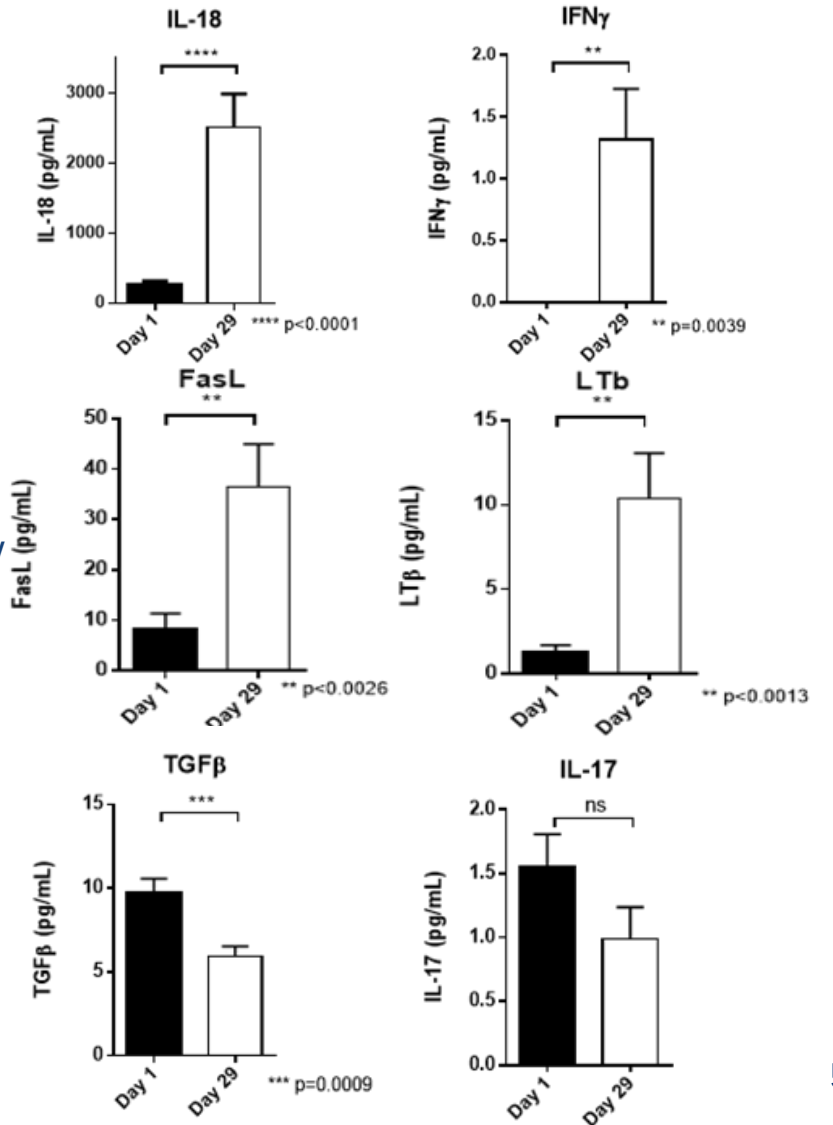 IL-18
****
IL-18 (pg/mL)
3000
2000
1000
0
Day 1
Day 29
**** p<0.0001
IFNγ
**
IFNγ (pg/mL)
2.0
1.5
1.0
0.5
0.0
Day 1
Day 29
** p=0.0039
FasL
**
FasL (pg/mL)
50
40
30
20
10
0
Day 1
Day 29
** p<0.0026
LTb
**
LTβ (pg/mL)
15
10
5
0
Day 1
Day 29
** p<0.0013
TGFβ
***
TGFβ (pg/mL)
15
10
5
0
Day 1
Day 29
*** p=0.0009
IL-17
ns
IL-17 (pg/mL)
2.0
1.5
1.0
0.5
0.0
Day 1
Day 29